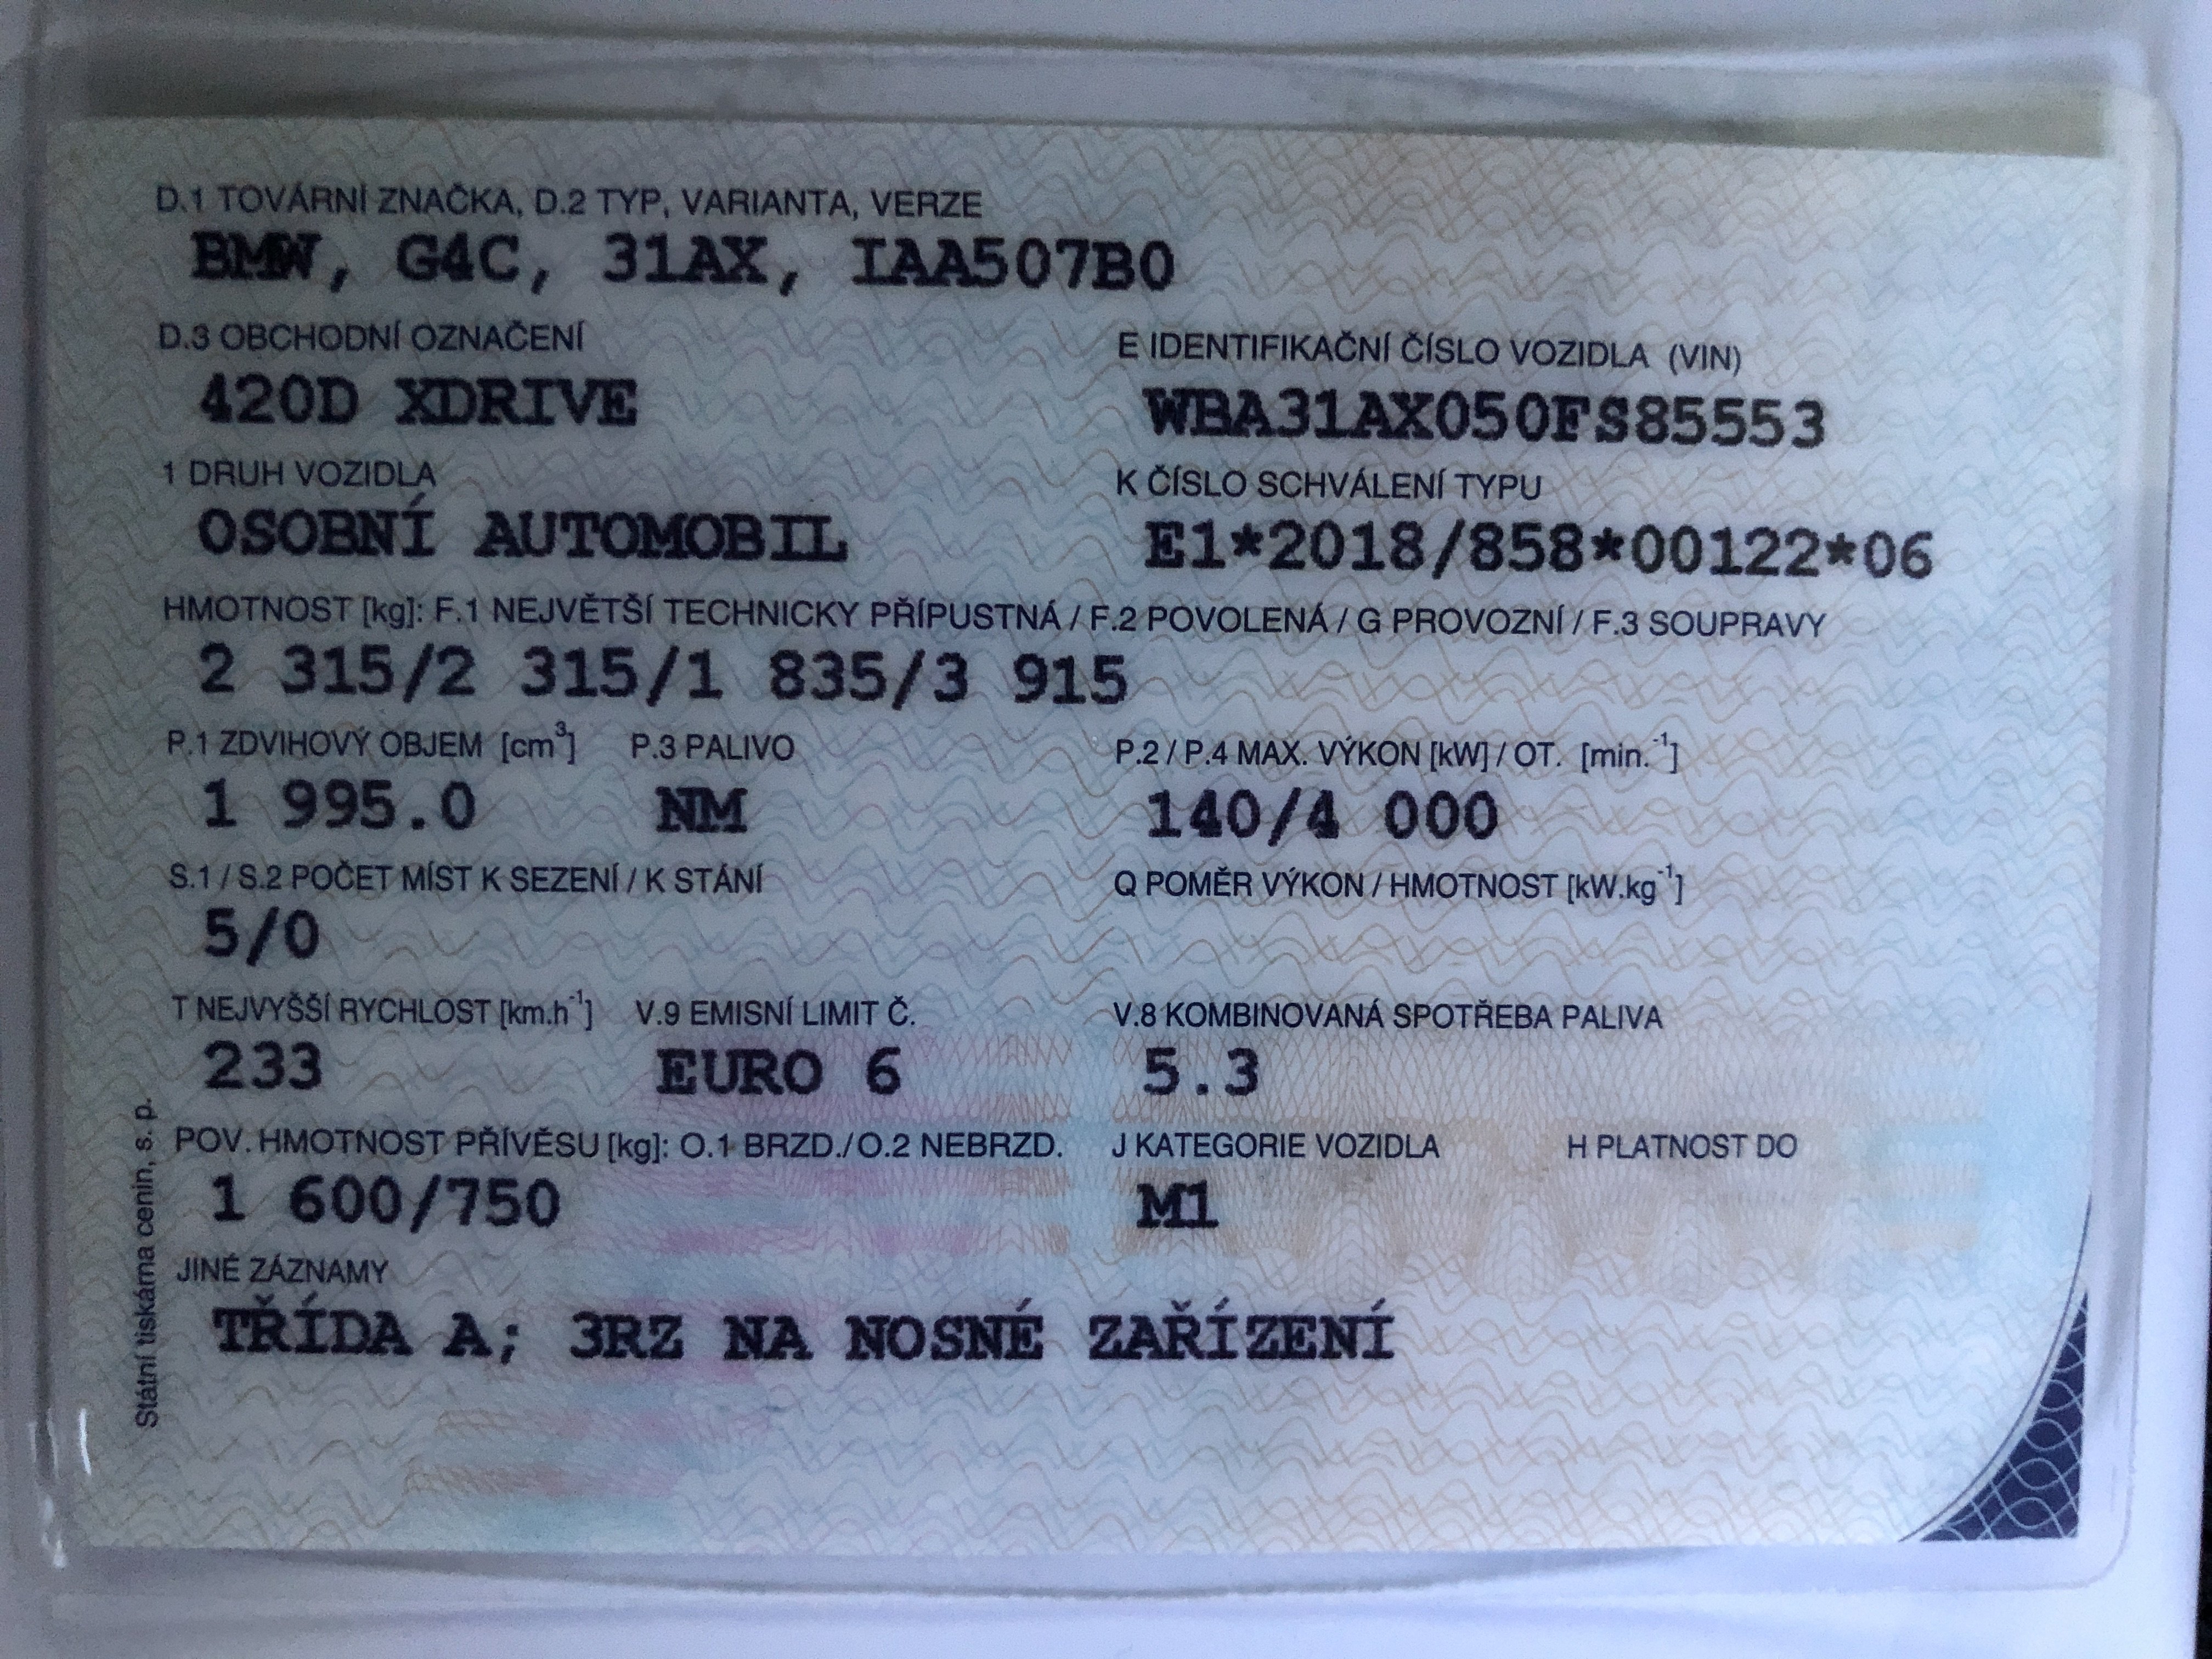 D.1 TOVÁRNÍ ZNAČKA, D.2 TYP, VARIANTA, VERZE
BMW, G4C, 31AX, IAA507B0
D.3 OBCHODNÍ OZNAČENÍ
E IDENTIFIKAČNÍ ČÍSLO VOZIDLA (VIN)
420D XDRIVE
WBA31AX050FS85553
1 DRUH VOZIDLA
K ČÍSLO SCHVÁLENÍ TYPU
OSOBNÍ AUTOMOBIL
E1*2018/858*00122*06
HMOTNOST [kg]: F.1 NEJVĚTŠÍ TECHNICKY PŘÍPUSTNÁ / F.2 POVOLENÁ / G PROVOZNÍ / F.3 SOUPRAVY
2 315/2 315/1 835/3 915
P.1 ZDVIHOVÝ OBJEM [cm³] P.3 PALIVO
P.2 / P.4 MAX. VÝKON [kW] / OT. [min.⁻¹]
1 995.0 NM
140/4 000
S.1 / S.2 POČET MÍST K SEZENÍ / K STÁNÍ
Q POMĚR VÝKON / HMOTNOST [kW.kg⁻¹]
5/0
T NEJVYŠŠÍ RYCHLOST [km.h⁻¹] V.9 EMISNÍ LIMIT Č.
V.8 KOMBINOVANÁ SPOTŘEBA PALIVA
233 EURO 6
5.3
POV. HMOTNOST PŘÍVĚSU [kg]: O.1 BRZD./O.2 NEBRZD.
J KATEGORIE VOZIDLA H PLATNOST DO
1 600/750
M1
JINÉ ZÁZNAMY
TŘÍDA A; 3RZ NA NOSNÉ ZAŘÍZENÍ
Státní tiskárna cenin, s. p.